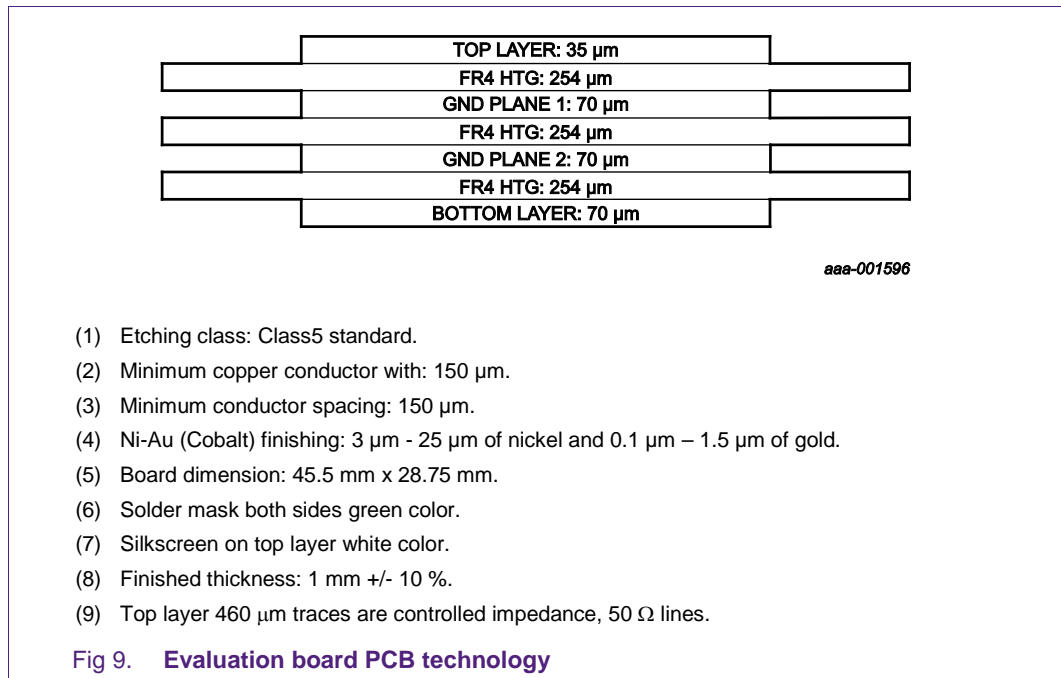 TOP LAYER: 35 µm
FR4 HTG: 254 µm
GND PLANE 1: 70 µm
FR4 HTG: 254 µm
GND PLANE 2: 70 µm
FR4 HTG: 254 µm
BOTTOM LAYER: 70 µm
aaa-001596
(1) Etching class: Class5 standard.
(2) Minimum copper conductor with: 150 µm.
(3) Minimum conductor spacing: 150 µm.
(4) Ni-Au (Cobalt) finishing: 3 µm - 25 µm of nickel and 0.1 µm – 1.5 µm of gold.
(5) Board dimension: 45.5 mm x 28.75 mm.
(6) Solder mask both sides green color.
(7) Silkscreen on top layer white color.
(8) Finished thickness: 1 mm +/- 10 %.
(9) Top layer 460 µm traces are controlled impedance, 50 Ω lines.
Fig 9. Evaluation board PCB technology